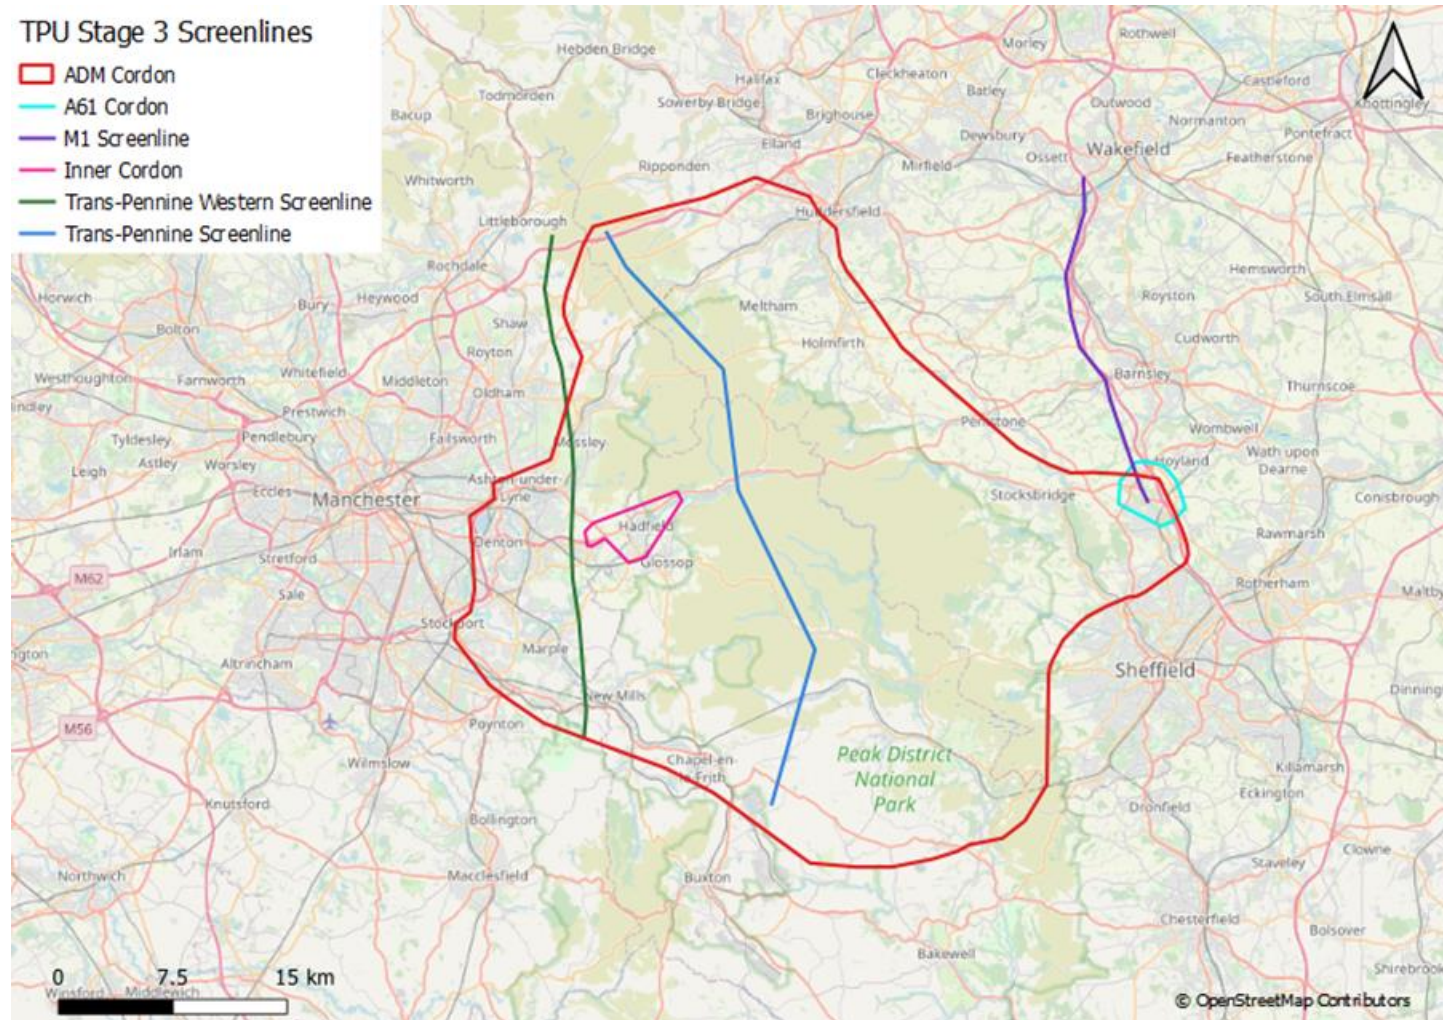 TPU Stage 3 Screenlines
ADM Cordon
A61 Cordon
M1 Screenline
Inner Cordon
Trans-Pennine Western Screenline
Trans-Pennine Screenline
Hebden Bridge
Morley
Rothwell
Cleckheaton
Halifax
Castleford
Todmorden
Batley
Sowerby Bridge
Outwood
Knottingley
Bacup
Brighouse
Normanton
Pontefract
Elland
Dewsbury
Wakefield
Ossett
Ripponden
Mirfield
Featherstone
Whitworth
Littleborough
Huddersfield
Rochdale
Hemsworth
Horwich
Heywood
Bury
Royston
South Elmsall
Meltham
Shaw
Bolton
Holmfirth
Cudworth
Royton
Whitefield
Barnsley
Westhoughton
Farnworth
Middleton
Thurnscoe
Oldham
Prestwich
Penistone
Wombwell
Tyldesley
Pendlebury
Failsworth
Mossley
Wath upon
Dearne
Hoyland
Astley
Worsley
Leigh
Ashton-under-
Lyne
Eccles
Manchester
Stocksbridge
Conisbrough
Hadfield
Rawmarsh
Denton
Irlam
Stretford
Glossop
M62
Rotherham
Maltby
Sale
Stockport
Marple
Altrincham
Sheffield
New Mills
Poynton
M56
Peak District
National
Park
Chapel-en-
le-Frith
Wilmslow
Killamarsh
Eckington
Knutsford
Dronfield
Bollington
Clowne
Staveley
Northwich
Macclesfield
Buxton
Chesterfield
Bolsover
Bakewell
Shirebrook
0 7.5 15 km
Winsford
Middlewich
© OpenStreetMap Contributors